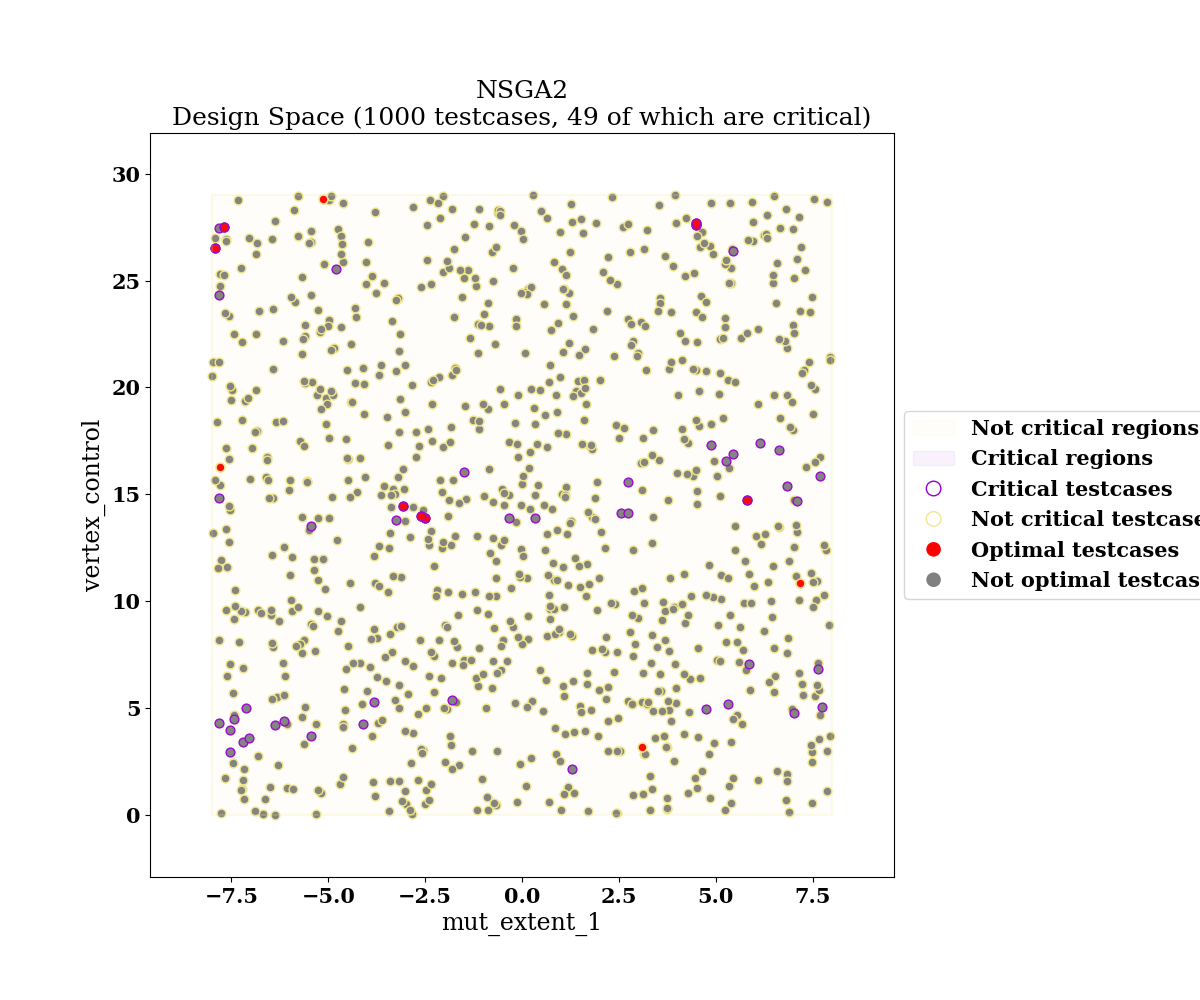 NSGA2
Design Space (1000 testcases, 49 of which are critical)
30
25
20
15
10
5
0
vertex_control
−7.5 −5.0 −2.5 0.0 2.5 5.0 7.5
mut_extent_1
Not critical regions
Critical regions
Critical testcases
Not critical testcase
Optimal testcases
Not optimal testcas